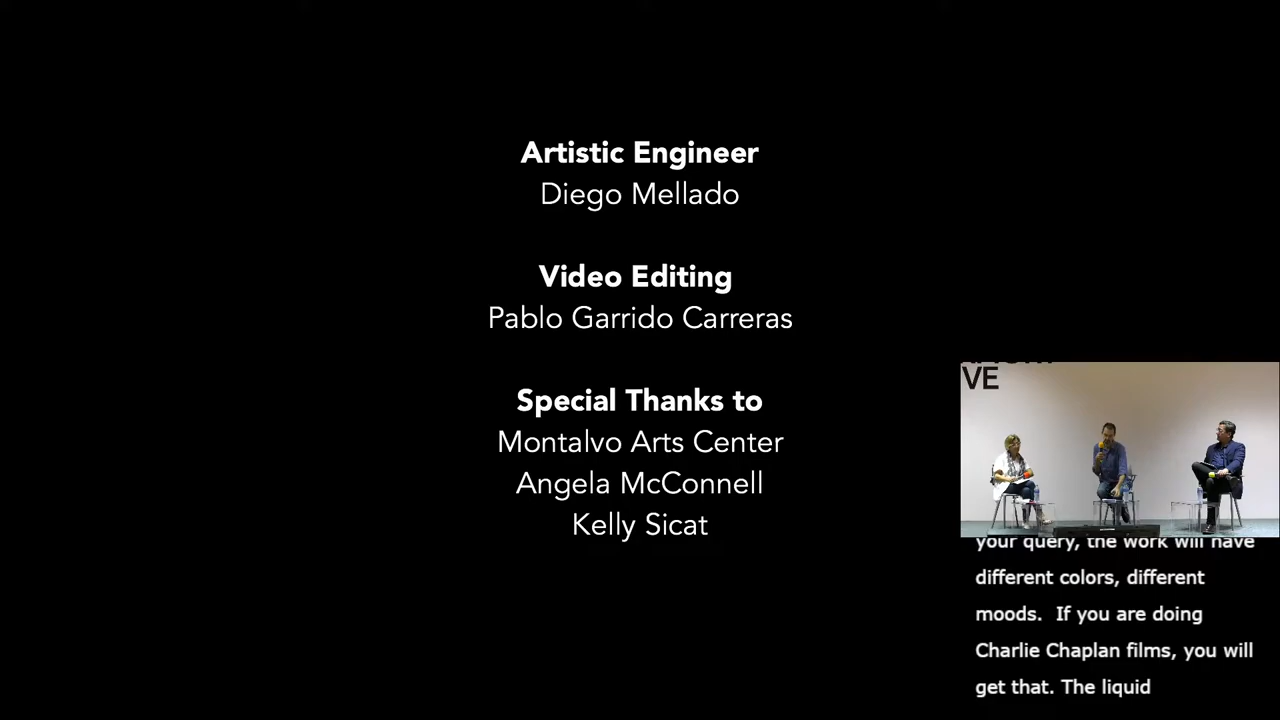 Artistic Engineer
Diego Mellado
Video Editing
Pablo Garrido Carreras
Special Thanks to
Montalvo Arts Center
Angela McConnell
Kelly Sicat
VE
your query, the work will have
different colors, different
moods.  If you are doing
Charlie Chaplan films, you will
get that. The liquid